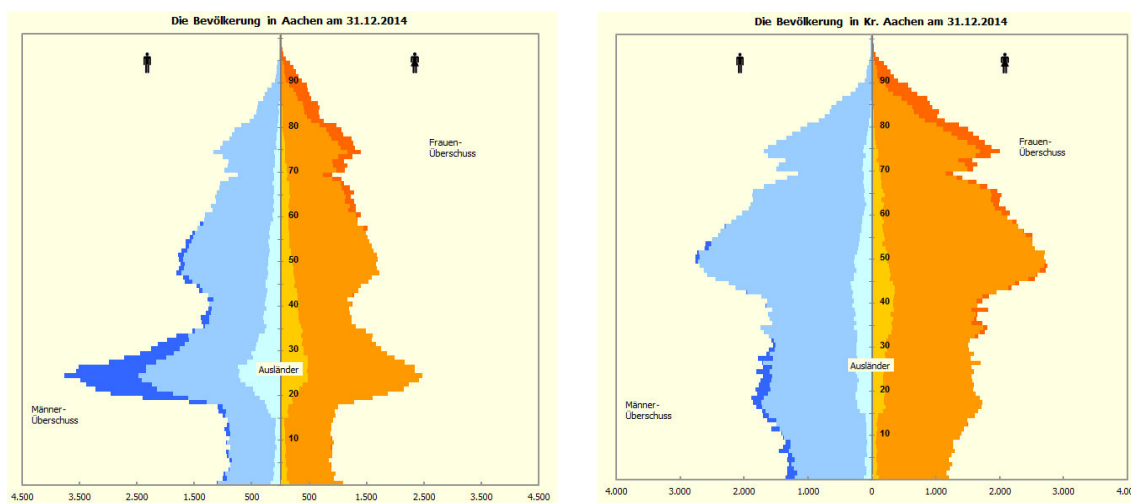 Die Bevölkerung in Aachen am 31.12.2014
90
80
Frauen-
Überschuss
70
60
50
40
30
Ausländer
20
Männer-
Überschuss
10
4.500 3.500 2.500 1.500 500 500 1.500 2.500 3.500 4.500
Die Bevölkerung in Kr. Aachen am 31.12.2014
90
80
Frauen-
Überschuss
70
60
50
40
30
Ausländer
20
Männer-
Überschuss
10
4.000 3.000 2.000 1.000 0 1.000 2.000 3.000 4.00